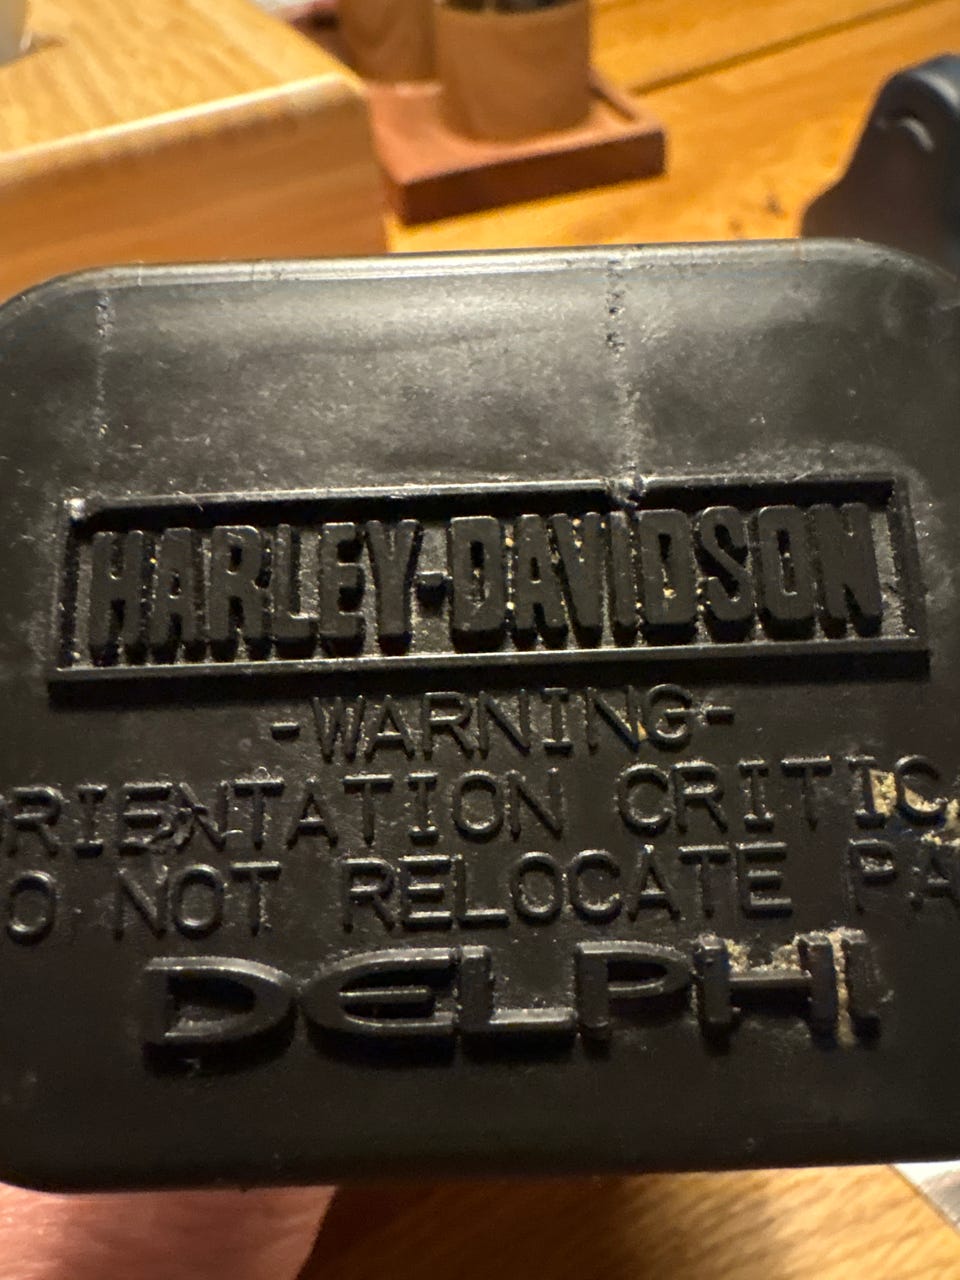 HARLEY-DAVIDSON
-WARNING-
RIENTATION CRITIC
O NOT RELOCATE PA
DELPHI